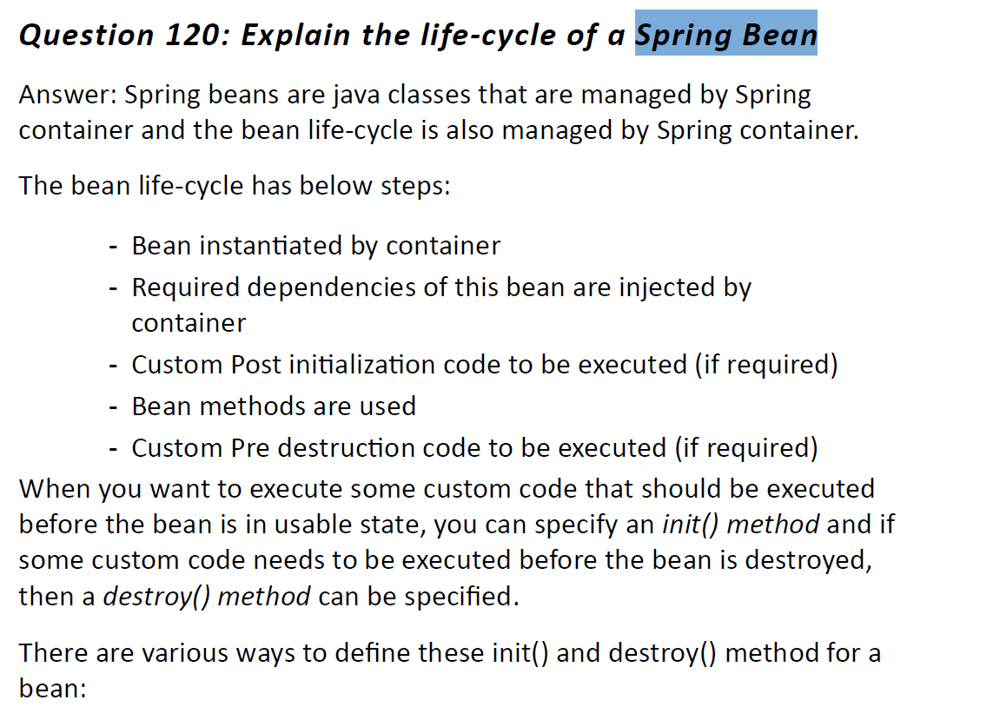 Question 120: Explain the life-cycle of a Spring Bean
Answer: Spring beans are java classes that are managed by Spring
container and the bean life-cycle is also managed by Spring container.
The bean life-cycle has below steps:
- Bean instantiated by container
- Required dependencies of this bean are injected by
container
- Custom Post initialization code to be executed (if required)
- Bean methods are used
- Custom Pre destruction code to be executed (if required)
When you want to execute some custom code that should be executed
before the bean is in usable state, you can specify an init() method and if
some custom code needs to be executed before the bean is destroyed,
then a destroy() method can be specified.
There are various ways to define these init() and destroy() method for a
bean: